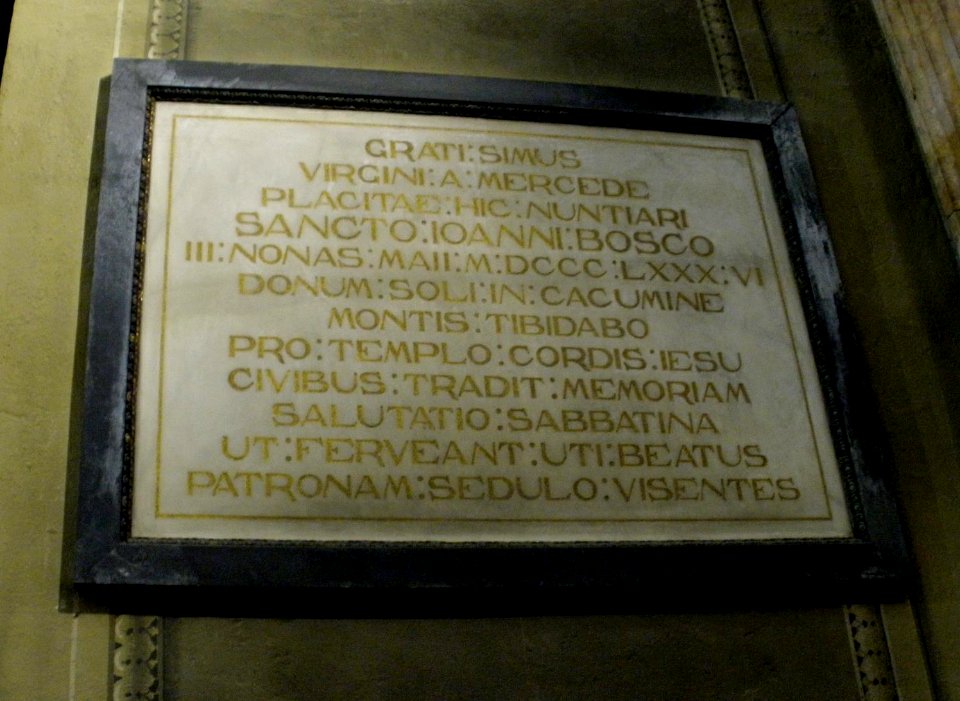 GRATI:SIMUS
VIRGINI:A:MERCEDE
PLACITAE:HIC:NUNTIARI
SANCTO:IOANNI:BOSCO
III:NONAS:MAII:M:DCCC:LXXX:VI
DONUM:SOLI:IN:CACUMINE
MONTIS:TIBIDABO
PRO:TEMPLO:CORDIS:IESU
CIVIBUS:TRADIT:MEMORIAM
SALUTATIO:SABBATINA
UT:FERVEANT:UTI:BEATUS
PATRONAM:SEDULO:VISENTES